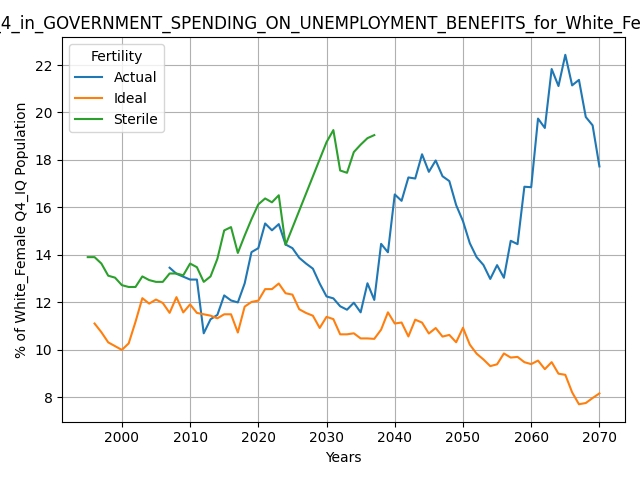 _4_in_GOVERNMENT_SPENDING_ON_UNEMPLOYMENT_BENEFITS_for_White_Fe
Fertility
Actual
Ideal
Sterile
% of White_Female Q4_IQ Population
22
20
18
16
14
12
10
8
2000 2010 2020 2030 2040 2050 2060 2070
Years